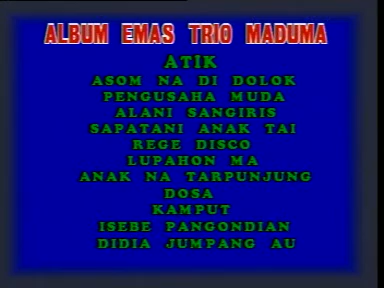 ALBUM EMAS TRIO MADUMA
ATIK
ASOM NA DI DOLOK
PENGUSAHA MUDA
ALANI SANGIRIS
SAPATANI ANAK TAI
REGE DISCO
LUPAHON MA
ANAK NA TARPUNJUNG
DOSA
KAMPUT
ISEBE PANGONDIAN
DIDIA JUMPANG AU